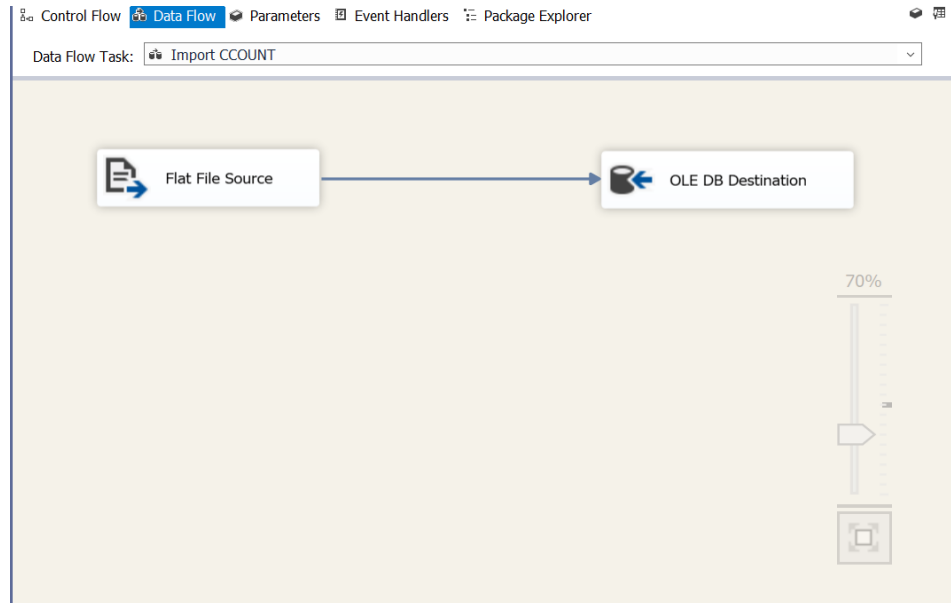 Control Flow Data Flow Parameters Event Handlers Package Explorer
Data Flow Task: Import CCOUNT
Flat File Source OLE DB Destination
70%